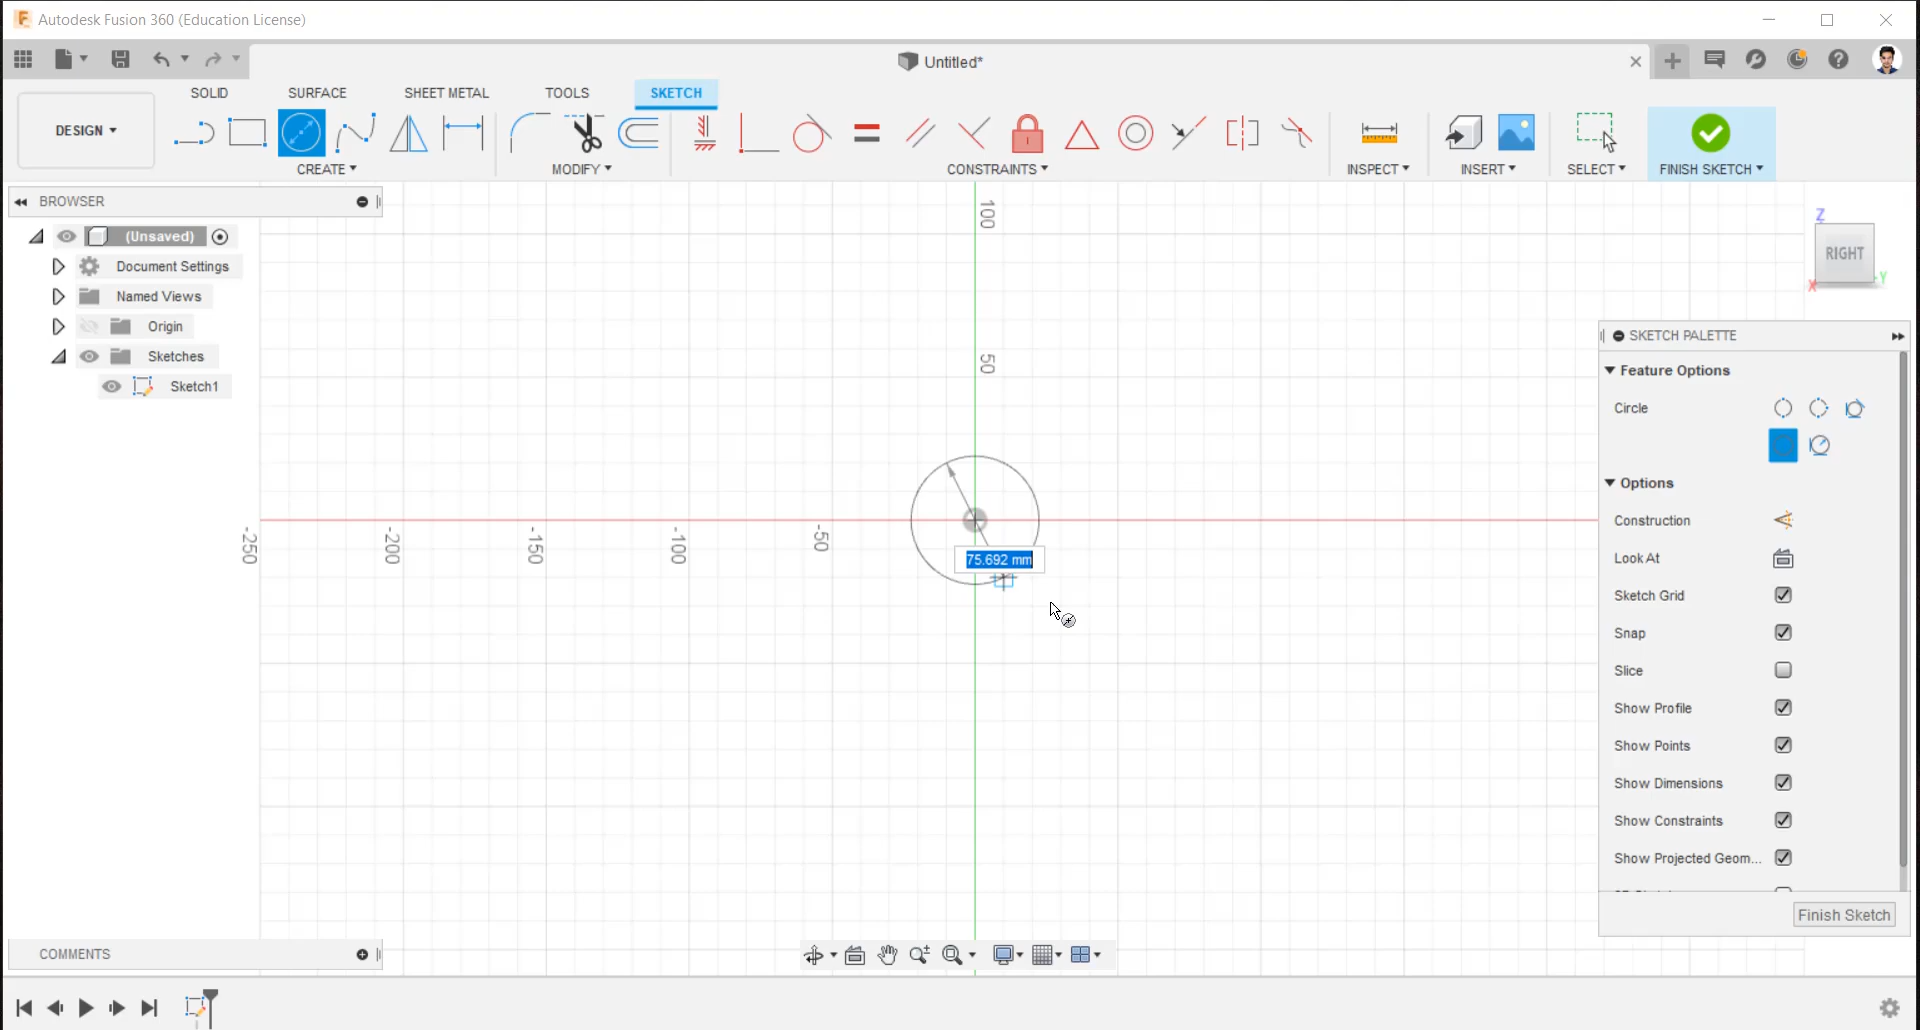 Autodesk Fusion 360 (Education License)
Untitled*
SOLID
SURFACE
SHEET METAL
TOOLS
SKETCH
DESIGN
CREATE
MODIFY
CONSTRAINTS
INSPECT
INSERT
SELECT
FINISH SKETCH
BROWSER
(Unsaved)
Document Settings
Named Views
Origin
Sketches
Sketch1
100
50
-250
-200
-150
-100
-50
75.692 mm
Z
RIGHT
X
Y
SKETCH PALETTE
Feature Options
Circle
Options
Construction
Look At
Sketch Grid
Snap
Slice
Show Profile
Show Points
Show Dimensions
Show Constraints
Show Projected Geom...
Finish Sketch
COMMENTS